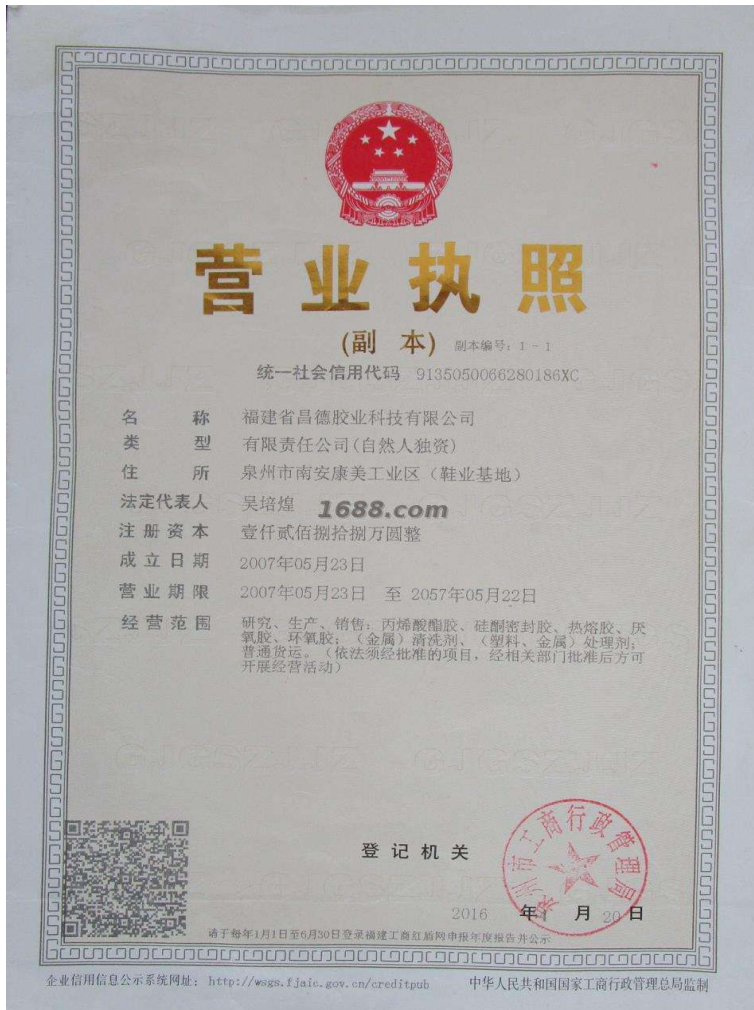 营业执照
(副 本) 副本编号：1－1
统一社会信用代码 9135050066280186XC
名 称 福建省昌德胶业科技有限公司
类 型 有限责任公司(自然人独资)
住 所 泉州市南安康美工业区（鞋业基地）
法定代表人 吴培煌
1688.com
注册资本 壹仟贰佰捌拾捌万圆整
成立日期 2007年05月23日
营业期限 2007年05月23日 至 2057年05月22日
经营范围 研究、生产、销售：丙烯酸酯胶、硅酮密封胶、热熔胶、厌
氧胶、环氧胶；（金属）清洗剂、（塑料、金属）处理剂；
普通货运。（依法须经批准的项目，经相关部门批准后方可
开展经营活动）
泉州市工商行政管理局
登记机关
2016 年 月 20 日
请于每年1月1日至6月30日登录福建工商红盾网申报年度报告并公示
企业信用信息公示系统网址：http://wsgs.fjaic.gov.cn/creditpub 中华人民共和国国家工商行政管理总局监制